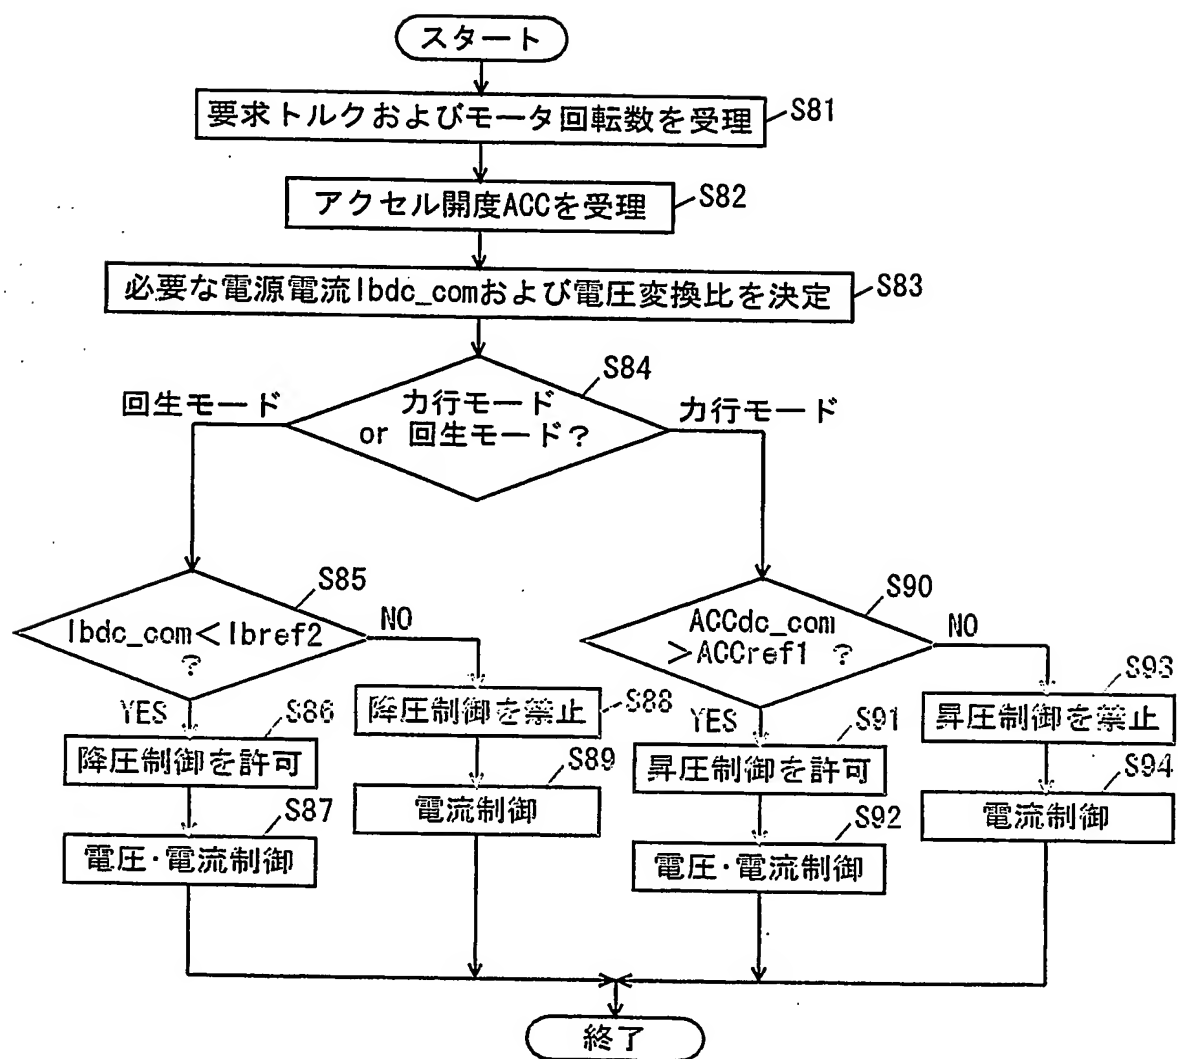 スタート
要求トルクおよびモータ回転数を受理
S81
アクセル開度ACCを受理
S82
必要な電源電流Ibdc_comおよび電圧変換比を決定
S83
S84
回生モード
力行モード
or 回生モード?
力行モード
S85
Ibdc_com<Ibref2
?
NO
YES
S86
降圧制御を許可
S87
電圧・電流制御
降圧制御を禁止
S88
S89
電流制御
S90
ACCdc_com
>ACCref1 ?
NO
YES
S91
昇圧制御を許可
S92
電圧・電流制御
S93
昇圧制御を禁止
S94
電流制御
終了